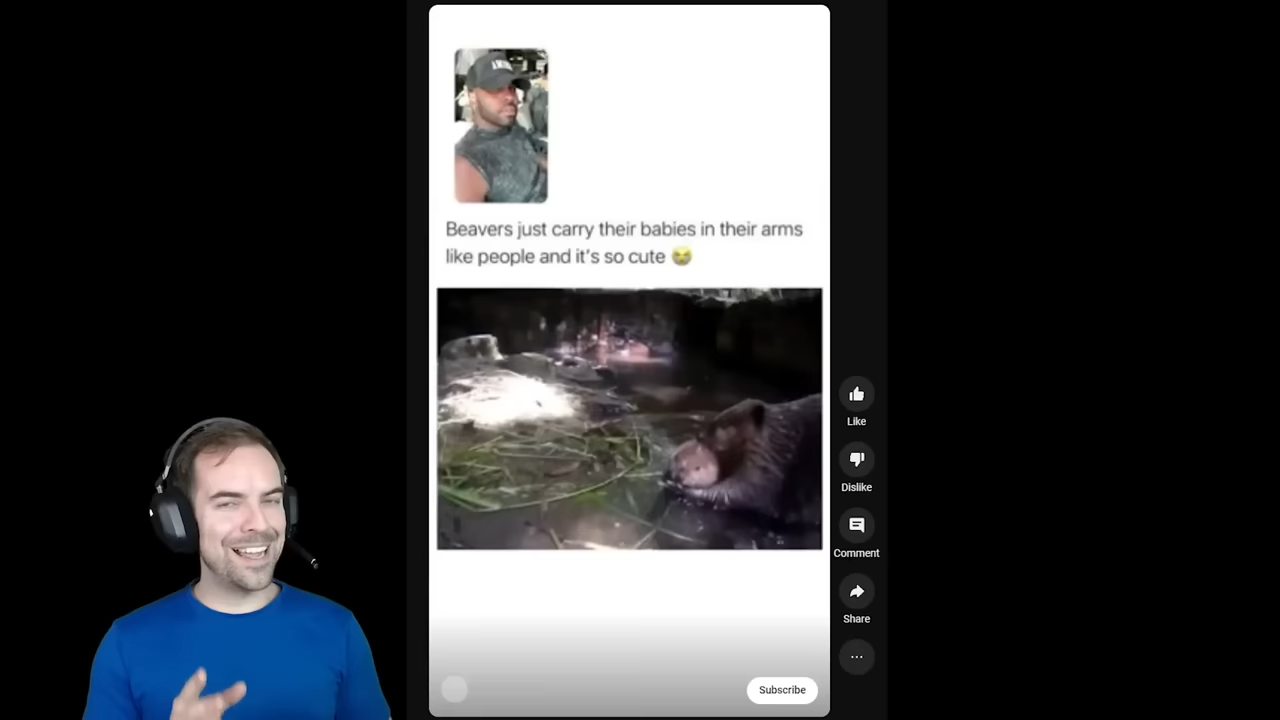 Beavers just carry their babies in their arms
like people and it's so cute 😭
Like
Dislike
Comment
Share
Subscribe